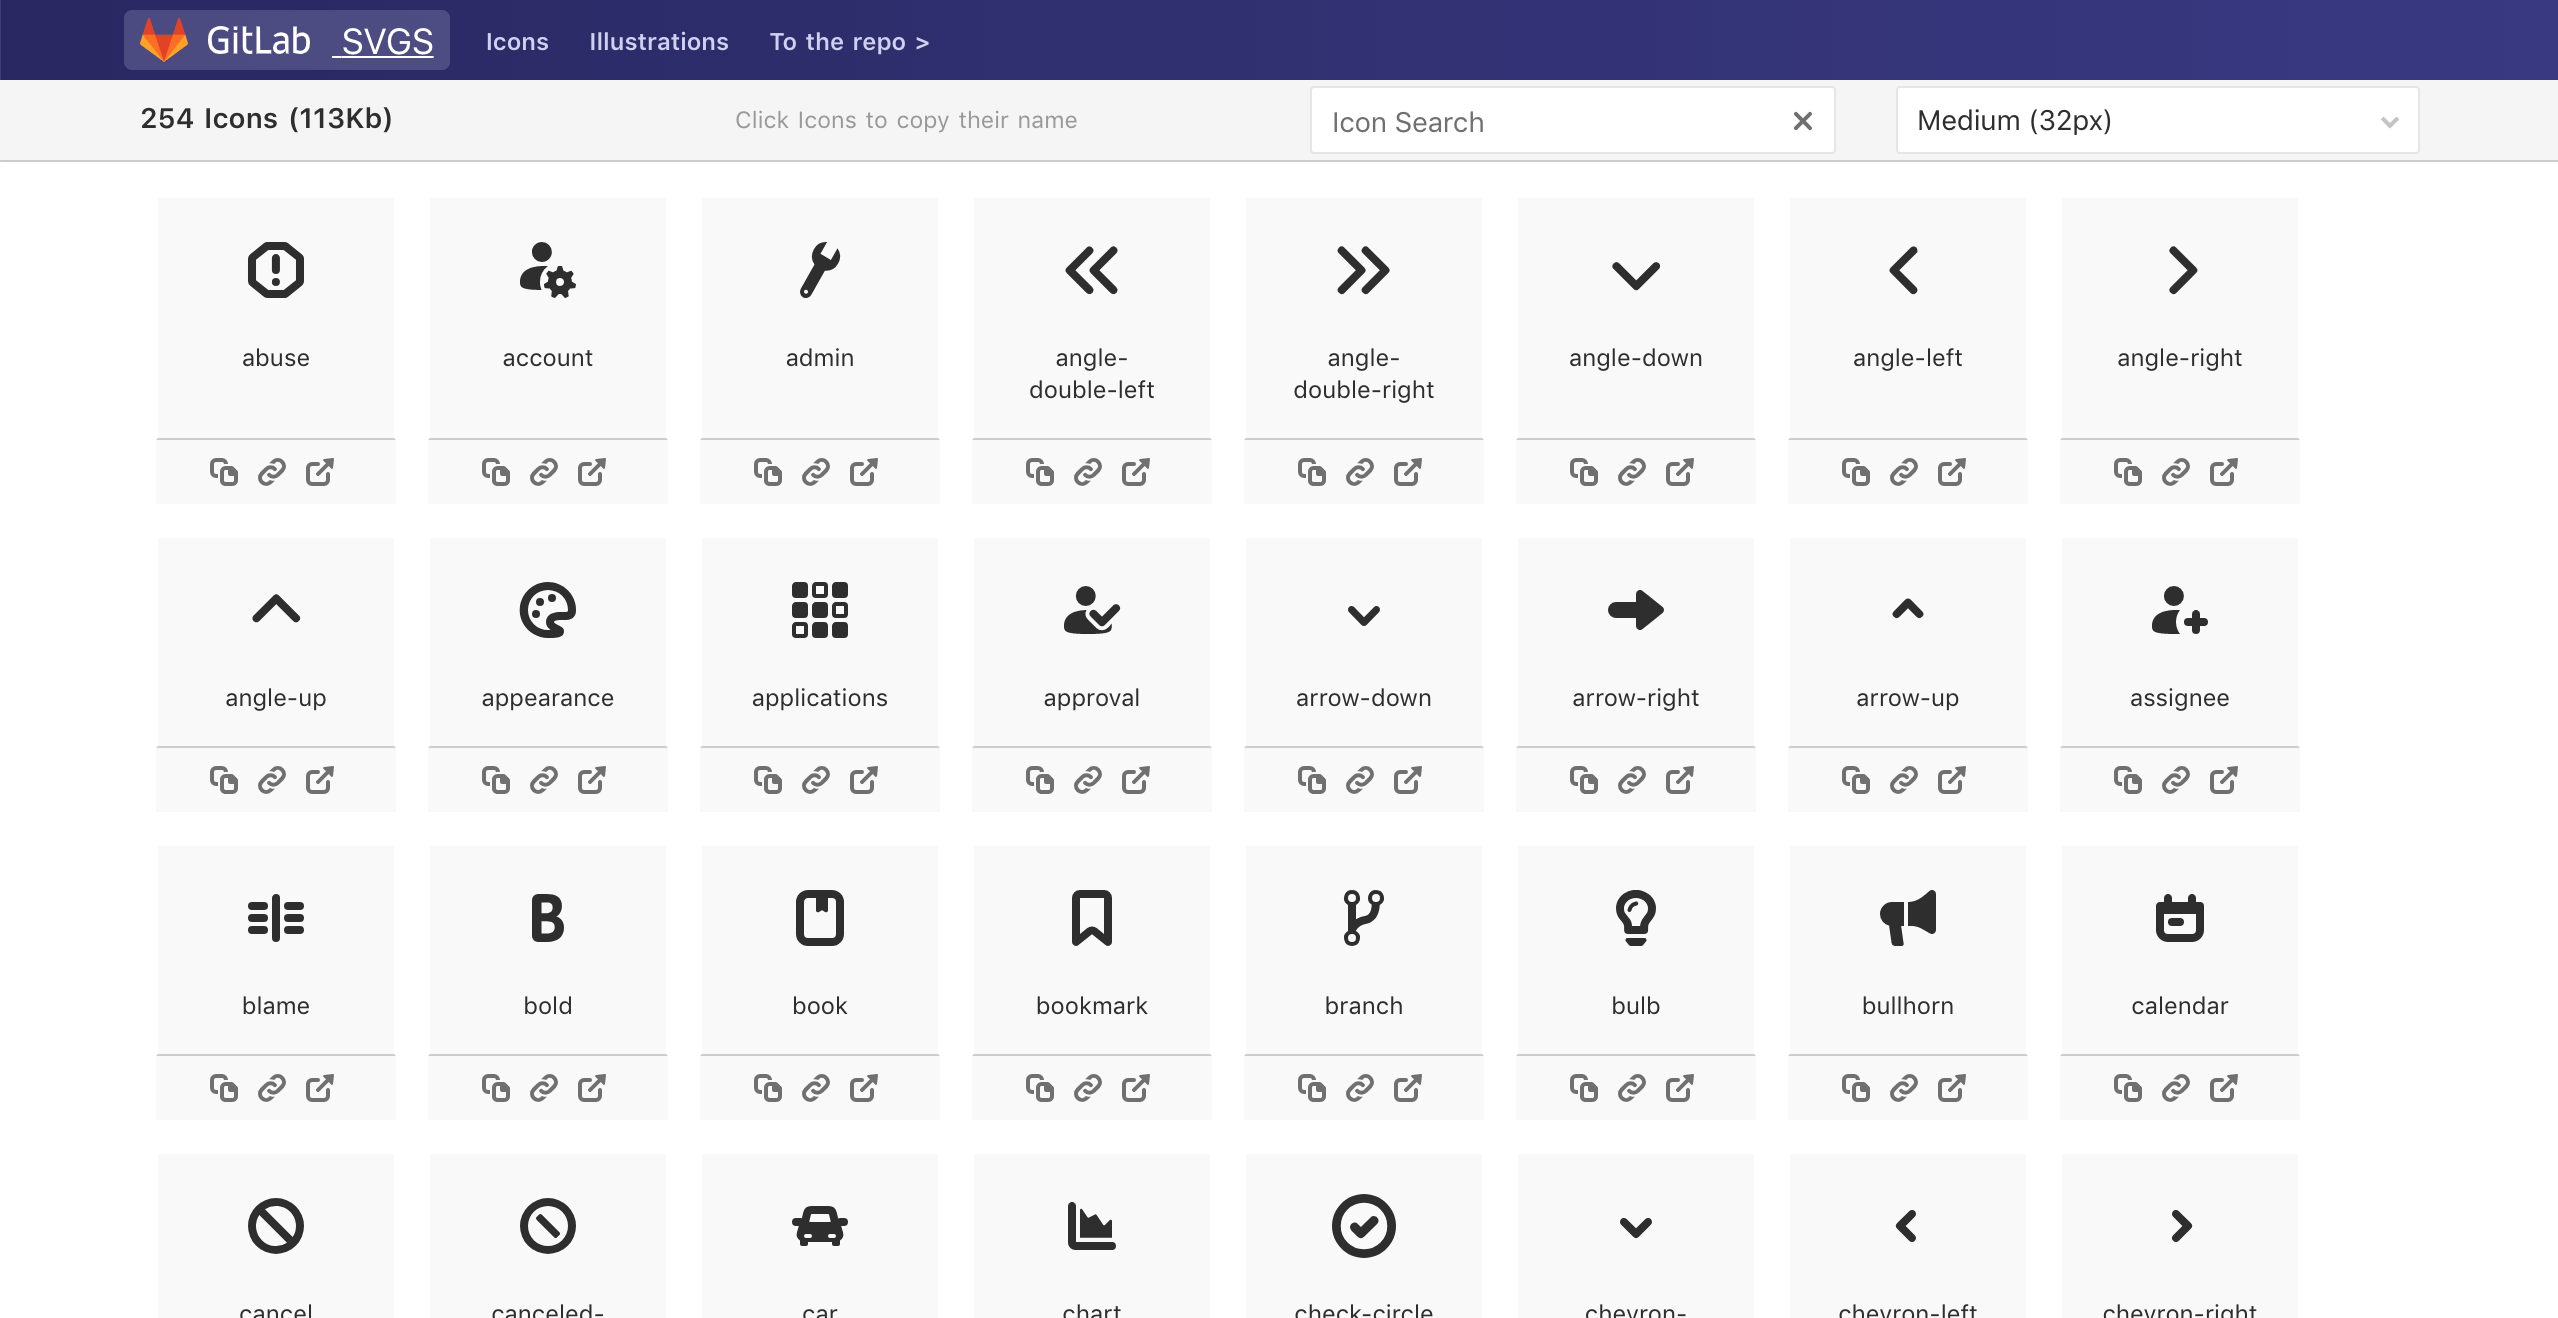 GitLab SVGS Icons Illustrations To the repo >
254 Icons (113Kb) Click Icons to copy their name Icon Search Medium (32px)
abuse account admin angle-double-left angle-double-right angle-down angle-left angle-right
angle-up appearance applications approval arrow-down arrow-right arrow-up assignee
blame bold book bookmark branch bulb bullhorn calendar
cancel canceled- car chart check-circle chevron- chevron-left chevron-right